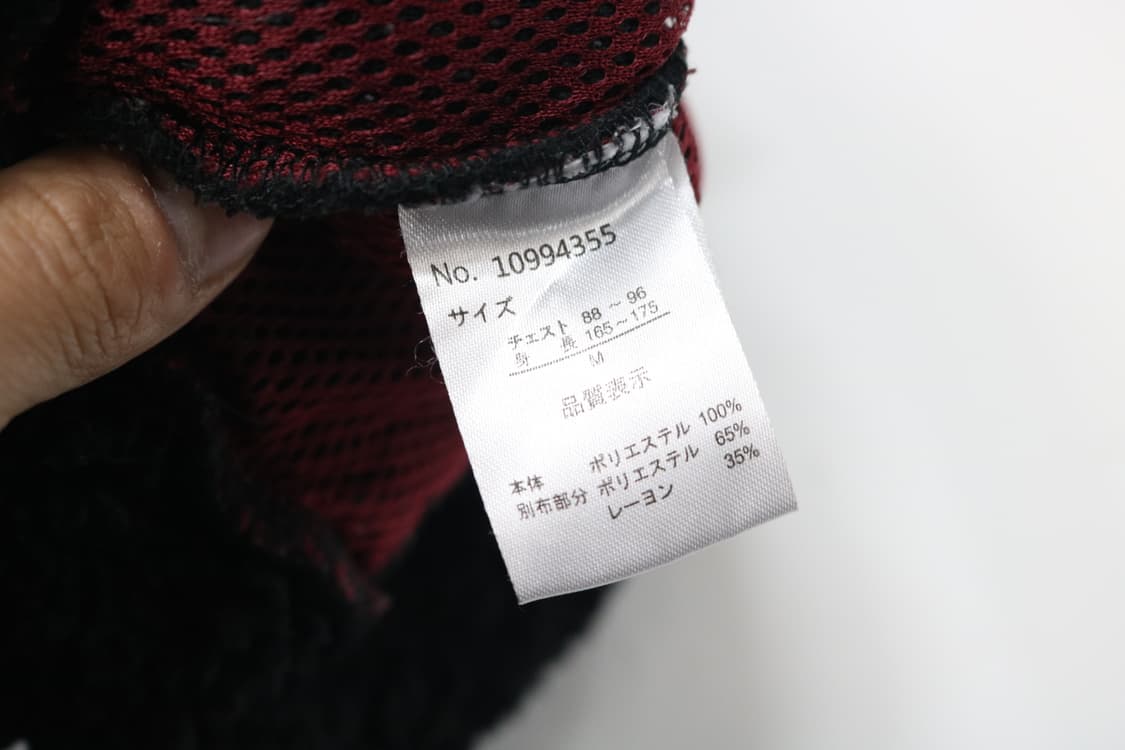 No. 10994355
サイズ
チェスト 88 ~ 96
身 長 165~175
M
品質表示
本体 ポリエステル 100%
別布部分 ポリエステル 65%
レーヨン 35%